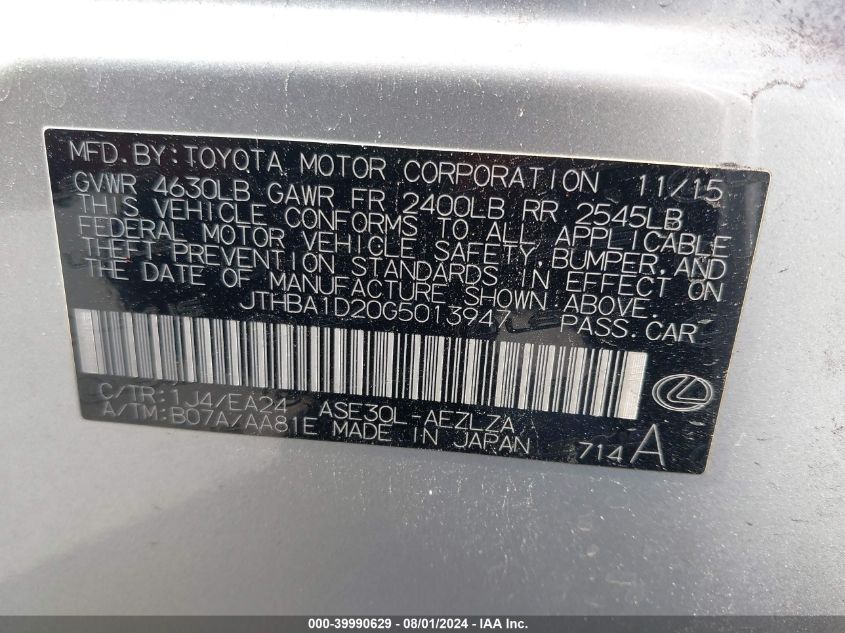 MFD.BY:TOYOTA MOTOR CORPORATION 11/15
GVWR 4630LB GAWR FR 2400LB RR 2545LB
THIS VEHICLE CONFORMS TO ALL APPLICABLE
FEDERAL MOTOR VEHICLE SAFETY,BUMPER,AND
THEFT PREVENTION STANDARDS IN EFFECT ON
THE DATE OF MANUFACTURE SHOWN ABOVE.
JTHBA1D20G5013947 PASS.CAR
C/TR:1J4/EA24 ASE30L-AEZLZA
A/TM:B07A/AA81E MADE IN JAPAN 714 A
000-39990629 - 08/01/2024 - IAA Inc.